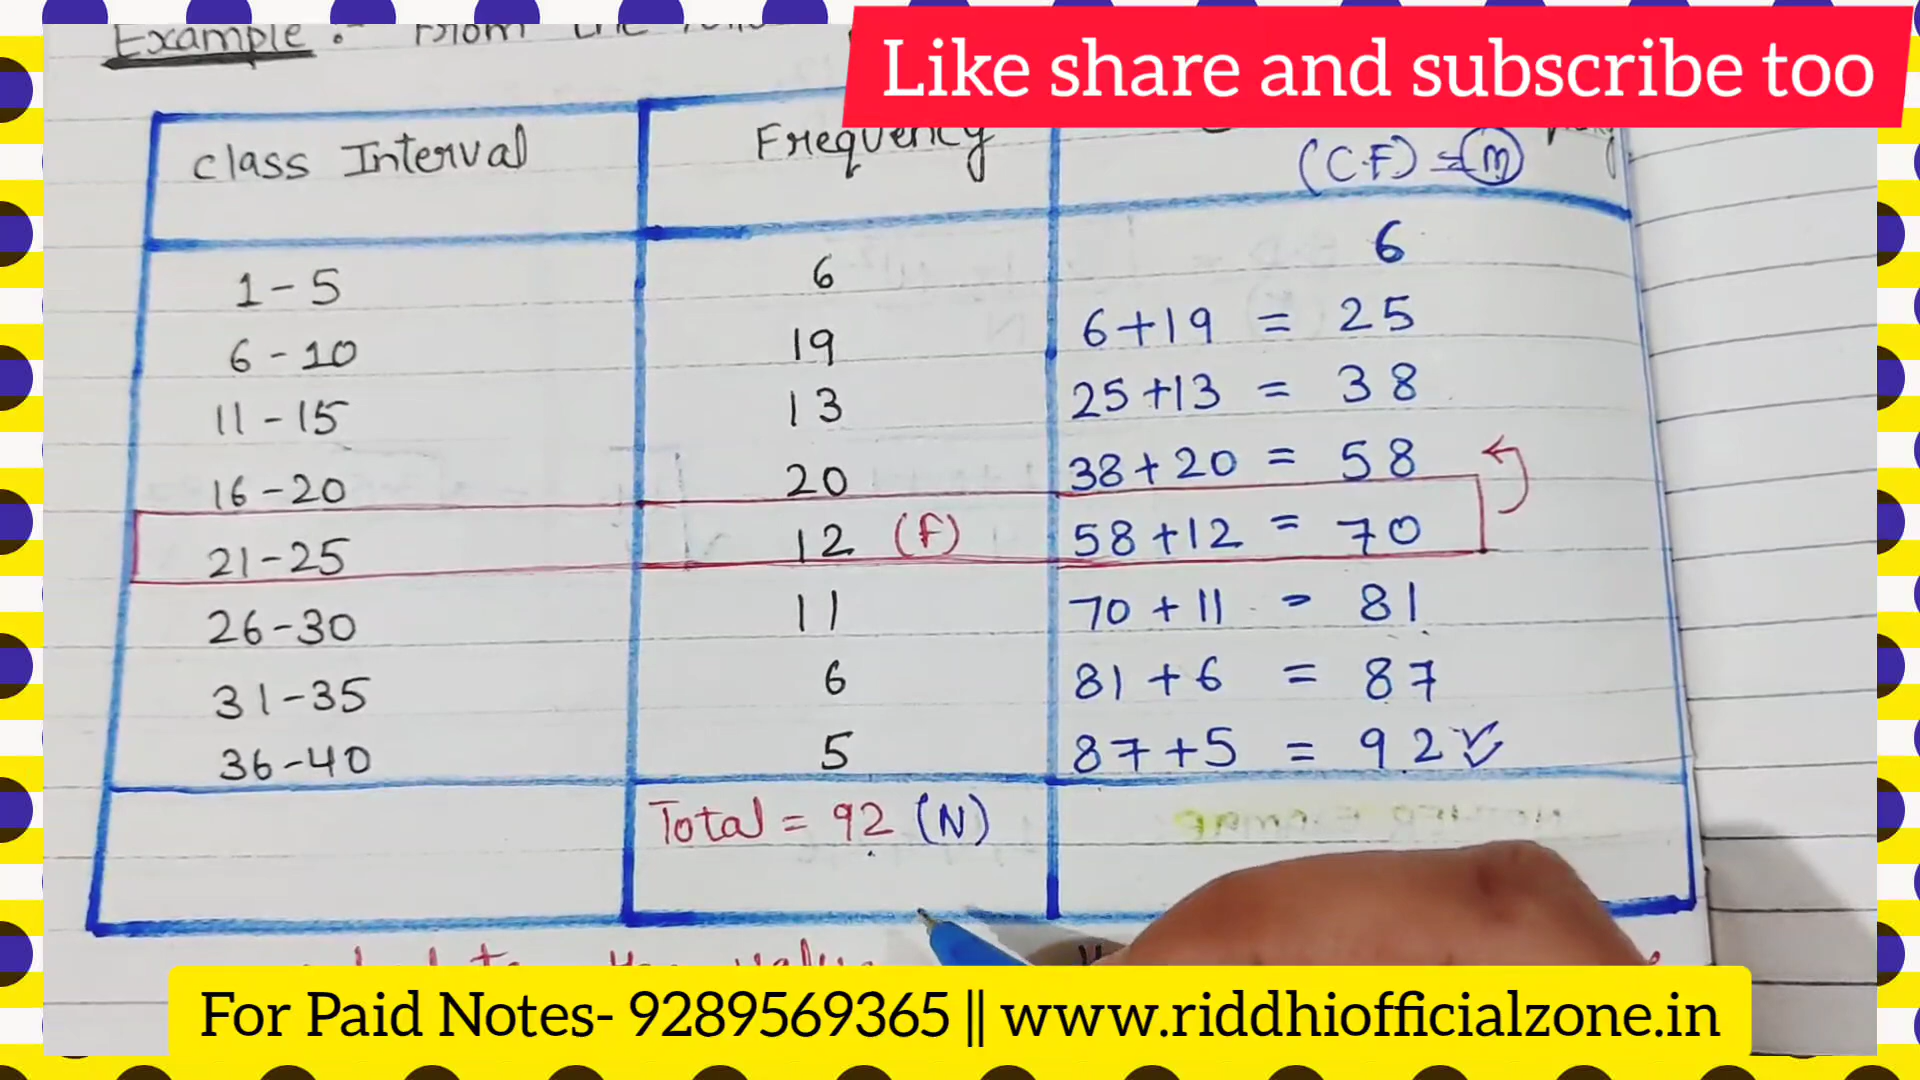 Example :- From the
Like share and subscribe too
Class Interval Frequency (C.F) = m
1 - 5 6 6
6 - 10 19 6+19 = 25
11 - 15 13 25+13 = 38
16 - 20 20 38+20 = 58
21 - 25 12 (F) 58+12 = 70
26 - 30 11 70+11 = 81
31 - 35 6 81+6 = 87
36 - 40 5 87+5 = 92
Total = 92 (N)
For Paid Notes- 9289569365 || www.riddhiofficialzone.in